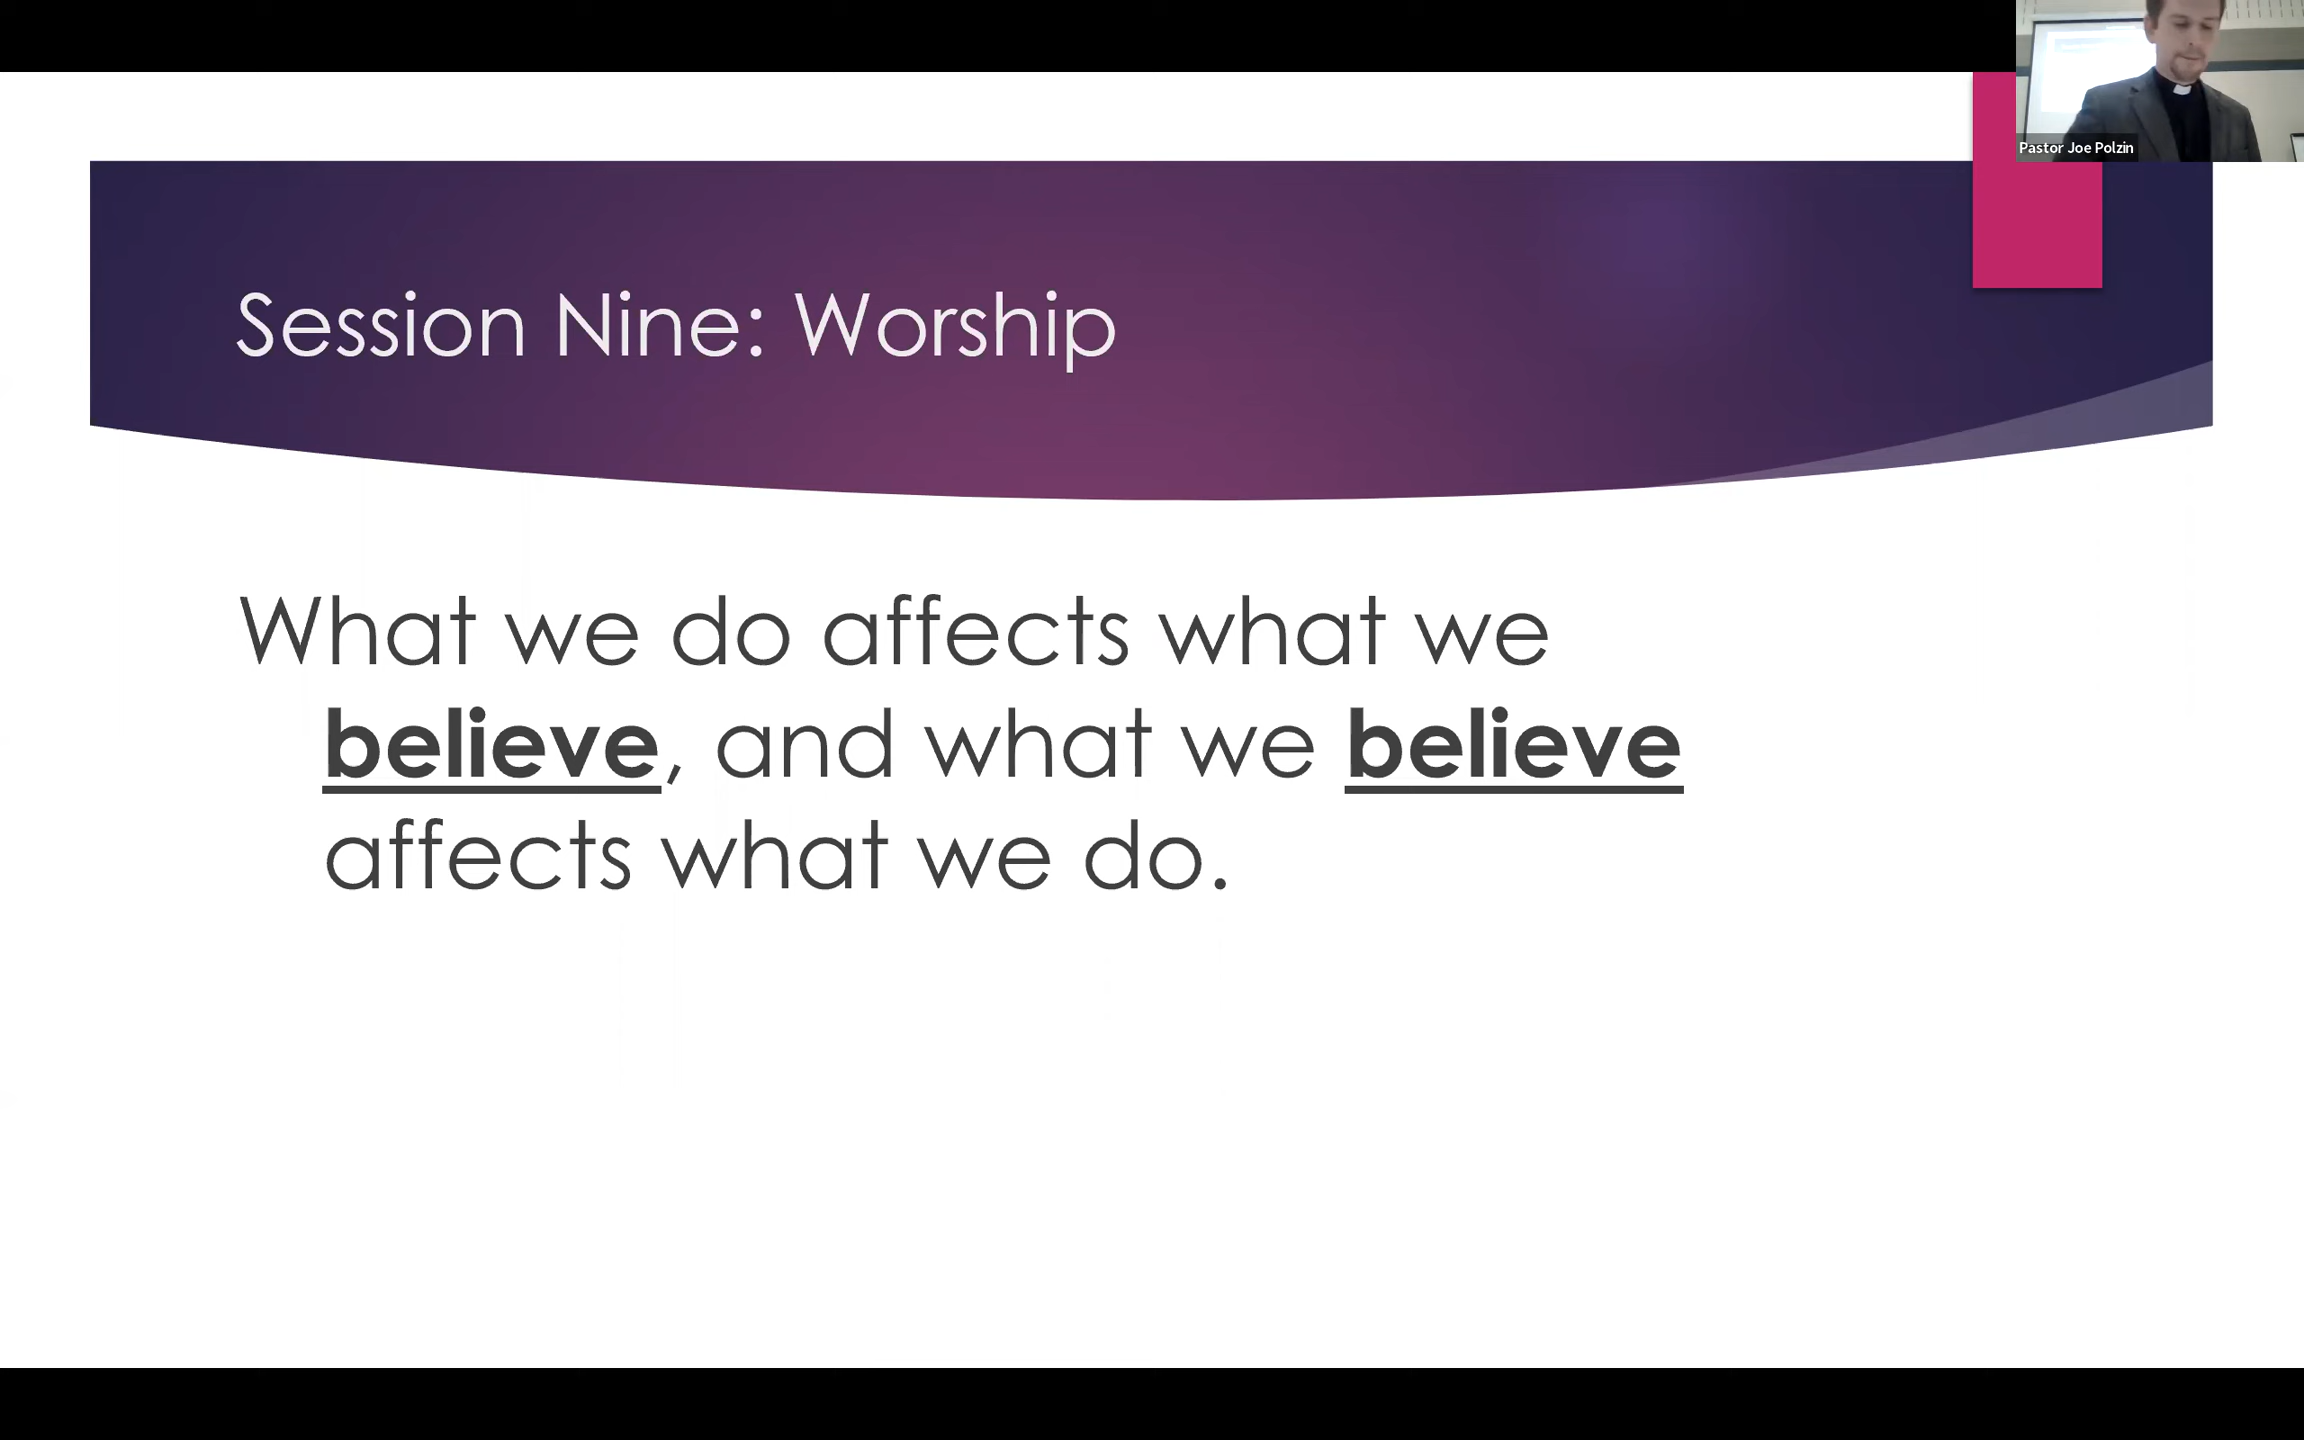 Pastor Joe Polzin
Session Nine: Worship
What we do affects what we
believe, and what we believe
affects what we do.